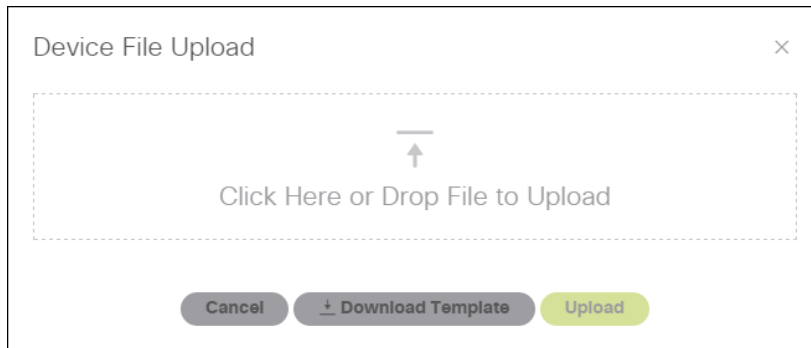 Device File Upload
Click Here or Drop File to Upload
Cancel Download Template Upload